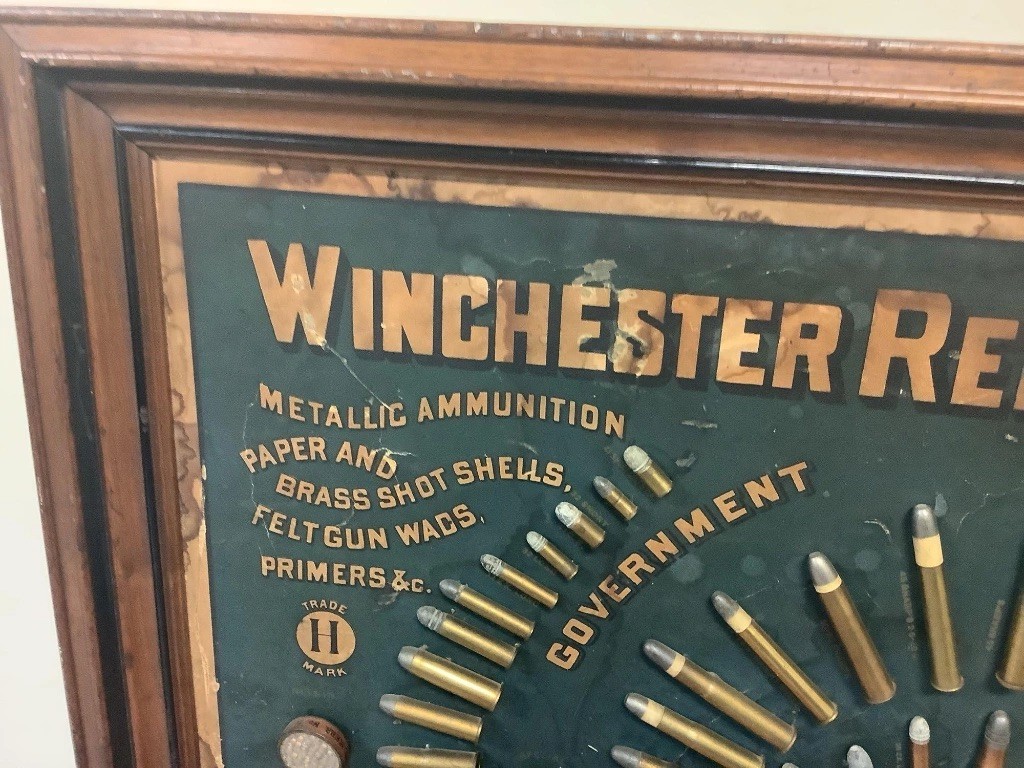 WINCHESTER RE
METALLIC AMMUNITION
PAPER AND
BRASS SHOT SHELLS,
FELT GUN WADS,
PRIMERS &c.
TRADE
H
MARK
GOVERNMENT